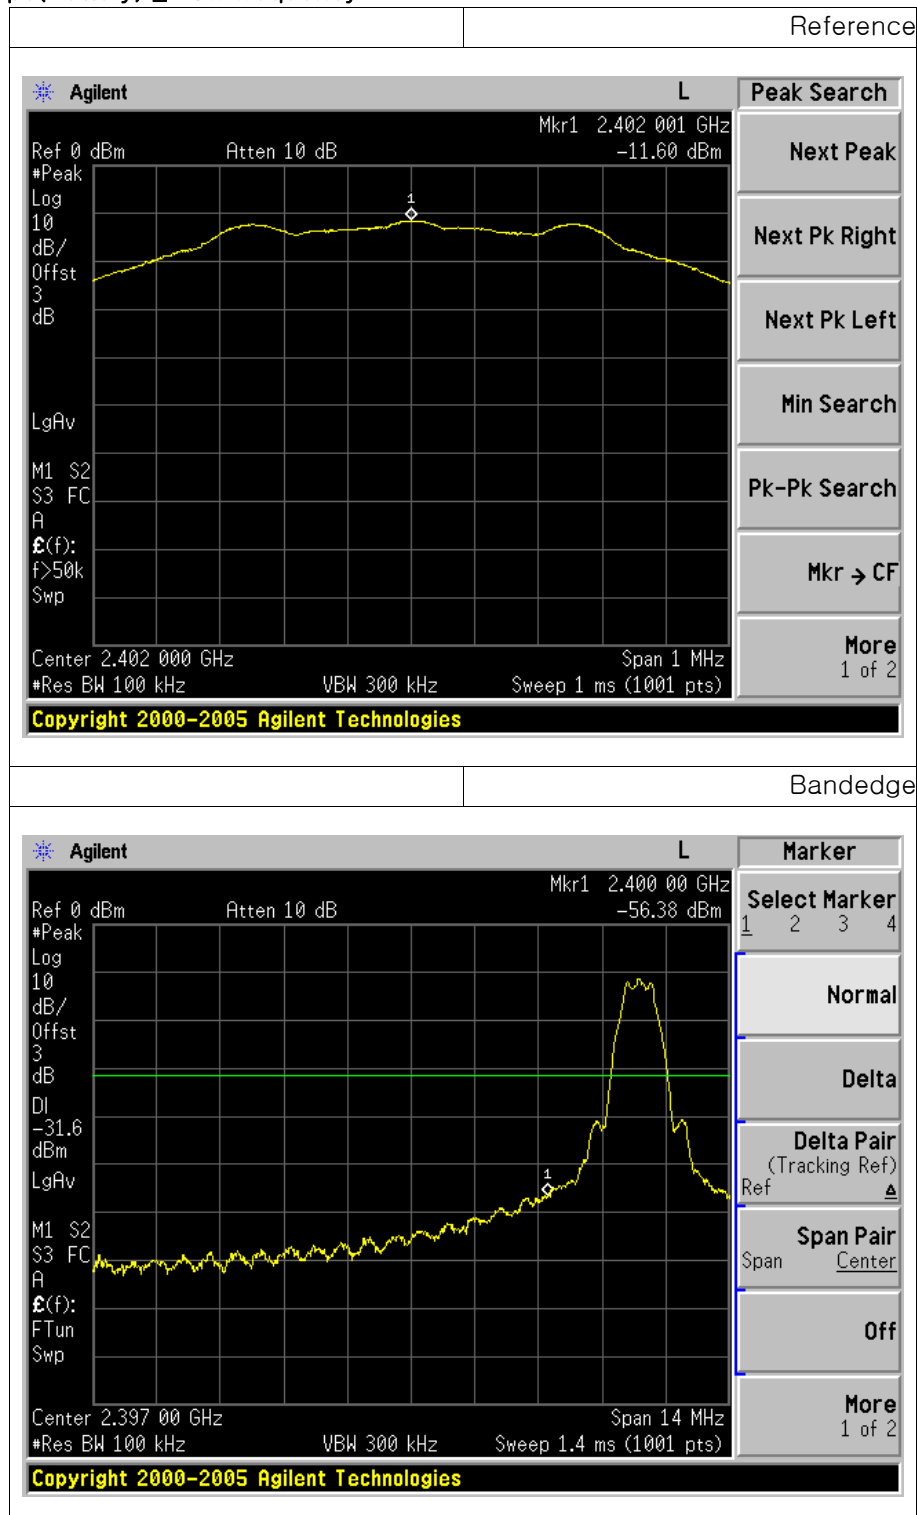 Reference
Agilent L Peak Search
Mkr1 2.402 001 GHz
Ref 0 dBm Atten 10 dB -11.60 dBm
Next Peak
#Peak
Log
10
dB/
Offst
3
dB
1
Next Pk Right
Next Pk Left
Min Search
LgAv
Pk-Pk Search
M1 S2
S3 FC
A
£(f):
f>50k
Swp
Mkr → CF
More
1 of 2
Center 2.402 000 GHz Span 1 MHz
#Res BW 100 kHz VBW 300 kHz Sweep 1 ms (1001 pts)
Copyright 2000-2005 Agilent Technologies
Bandedge
Agilent L Marker
Mkr1 2.400 00 GHz
Ref 0 dBm Atten 10 dB -56.38 dBm
Select Marker
1 2 3 4
#Peak
Log
10
dB/
Offst
3
dB
DI
-31.6
dBm
LgAv
1
Normal
Delta
Delta Pair
(Tracking Ref)
Ref Δ
M1 S2
S3 FC
A
£(f):
FTun
Swp
Span Pair
Span Center
Off
More
1 of 2
Center 2.397 00 GHz Span 14 MHz
#Res BW 100 kHz VBW 300 kHz Sweep 1.4 ms (1001 pts)
Copyright 2000-2005 Agilent Technologies